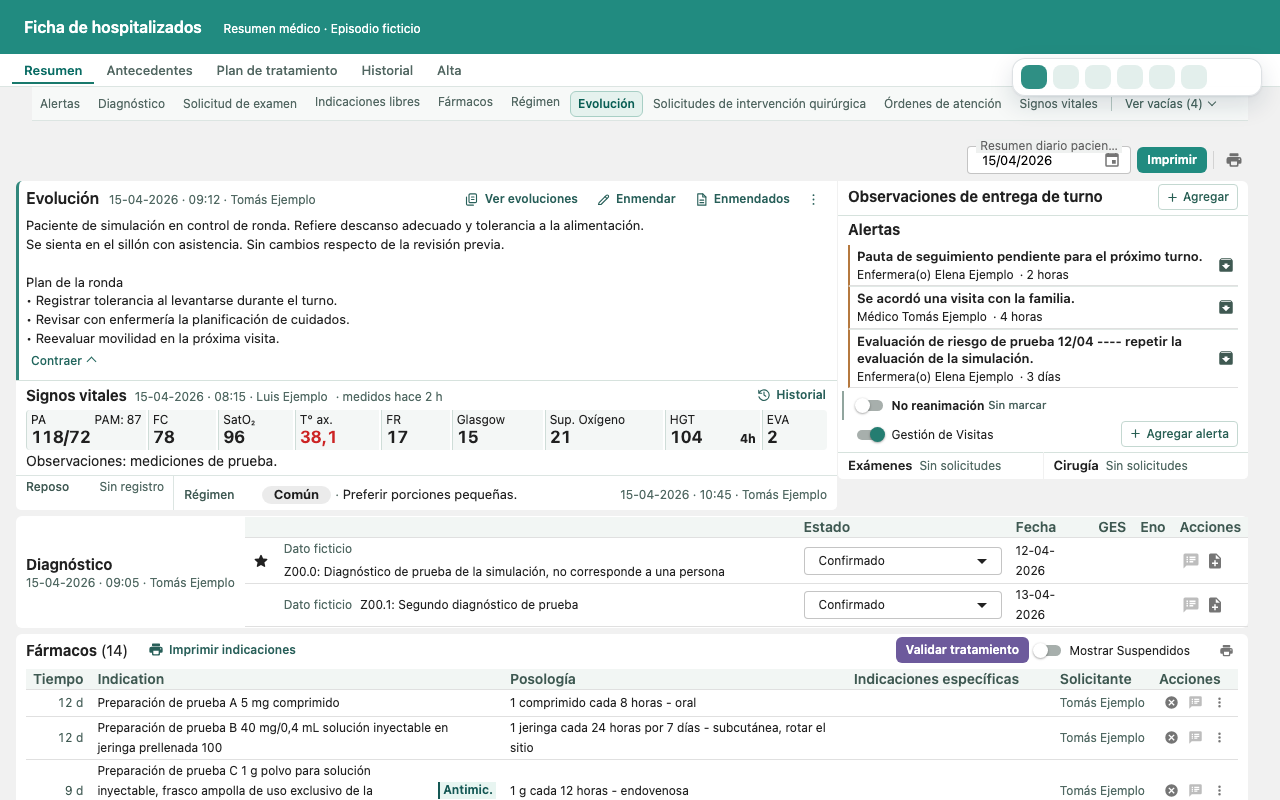 Ficha de hospitalizados Resumen médico · Episodio ficticio
Resumen Antecedentes Plan de tratamiento Historial Alta
Alertas Diagnóstico Solicitud de examen Indicaciones libres Fármacos Régimen Evolución Solicitudes de intervención quirúrgica Órdenes de atención Signos vitales Ver vacías (4)
Resumen diario pacien...
15/04/2026 Imprimir
Evolución 15-04-2026 · 09:12 · Tomás Ejemplo Ver evoluciones Enmendar Enmendados
Paciente de simulación en control de ronda. Refiere descanso adecuado y tolerancia a la alimentación.
Se sienta en el sillón con asistencia. Sin cambios respecto de la revisión previa.
Plan de la ronda
• Registrar tolerancia al levantarse durante el turno.
• Revisar con enfermería la planificación de cuidados.
• Reevaluar movilidad en la próxima visita.
Contraer
Observaciones de entrega de turno + Agregar
Alertas
Pauta de seguimiento pendiente para el próximo turno.
Enfermera(o) Elena Ejemplo · 2 horas
Se acordó una visita con la familia.
Médico Tomás Ejemplo · 4 horas
Evaluación de riesgo de prueba 12/04 ---- repetir la
evaluación de la simulación.
Enfermera(o) Elena Ejemplo · 3 días
No reanimación Sin marcar
Gestión de Visitas + Agregar alerta
Exámenes Sin solicitudes Cirugía Sin solicitudes
Signos vitales 15-04-2026 · 08:15 · Luis Ejemplo · medidos hace 2 h Historial
PA PAM: 87 FC SatO₂ T° ax. FR Glasgow Sup. Oxígeno HGT EVA
118/72 78 96 38,1 17 15 21 104 4h 2
Observaciones: mediciones de prueba.
Reposo Sin registro Régimen Común · Preferir porciones pequeñas. 15-04-2026 · 10:45 · Tomás Ejemplo
Diagnóstico
15-04-2026 · 09:05 · Tomás Ejemplo
Estado Fecha GES Eno Acciones
Dato ficticio
Z00.0: Diagnóstico de prueba de la simulación, no corresponde a una persona Confirmado 12-04-
2026
Dato ficticio Z00.1: Segundo diagnóstico de prueba Confirmado 13-04-
2026
Fármacos (14) Imprimir indicaciones Validar tratamiento Mostrar Suspendidos
Tiempo Indication Posología Indicaciones específicas Solicitante Acciones
12 d Preparación de prueba A 5 mg comprimido 1 comprimido cada 8 horas - oral Tomás Ejemplo
12 d Preparación de prueba B 40 mg/0,4 mL solución inyectable en
jeringa prellenada 100 1 jeringa cada 24 horas por 7 días - subcutánea, rotar el
sitio Tomás Ejemplo
Preparación de prueba C 1 g polvo para solución
9 d inyectable, frasco ampolla de uso exclusivo de la Antimic. 1 g cada 12 horas - endovenosa Tomás Ejemplo